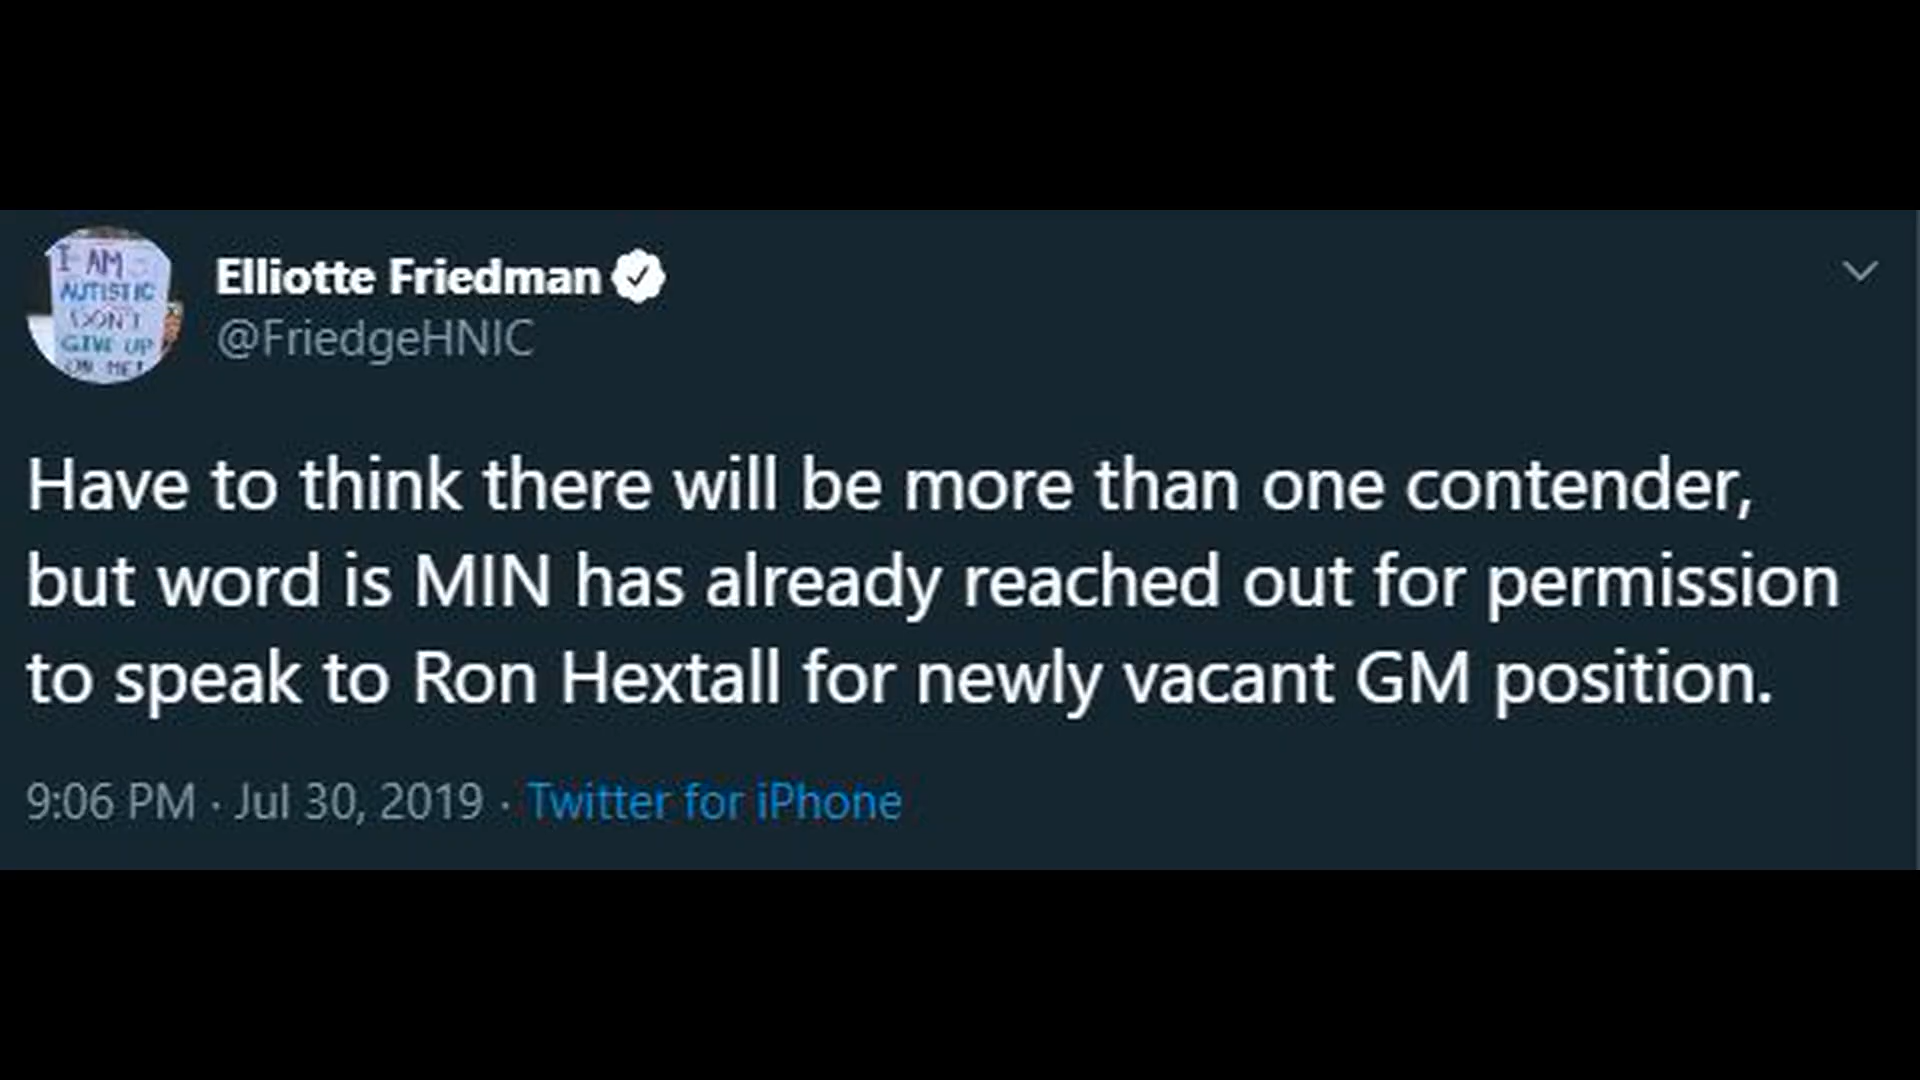 I AM
AUTISTIC
DON'T
GIVE UP
ON ME!
Elliotte Friedman
@FriedgeHNIC
Have to think there will be more than one contender,
but word is MIN has already reached out for permission
to speak to Ron Hextall for newly vacant GM position.
9:06 PM · Jul 30, 2019 · Twitter for iPhone